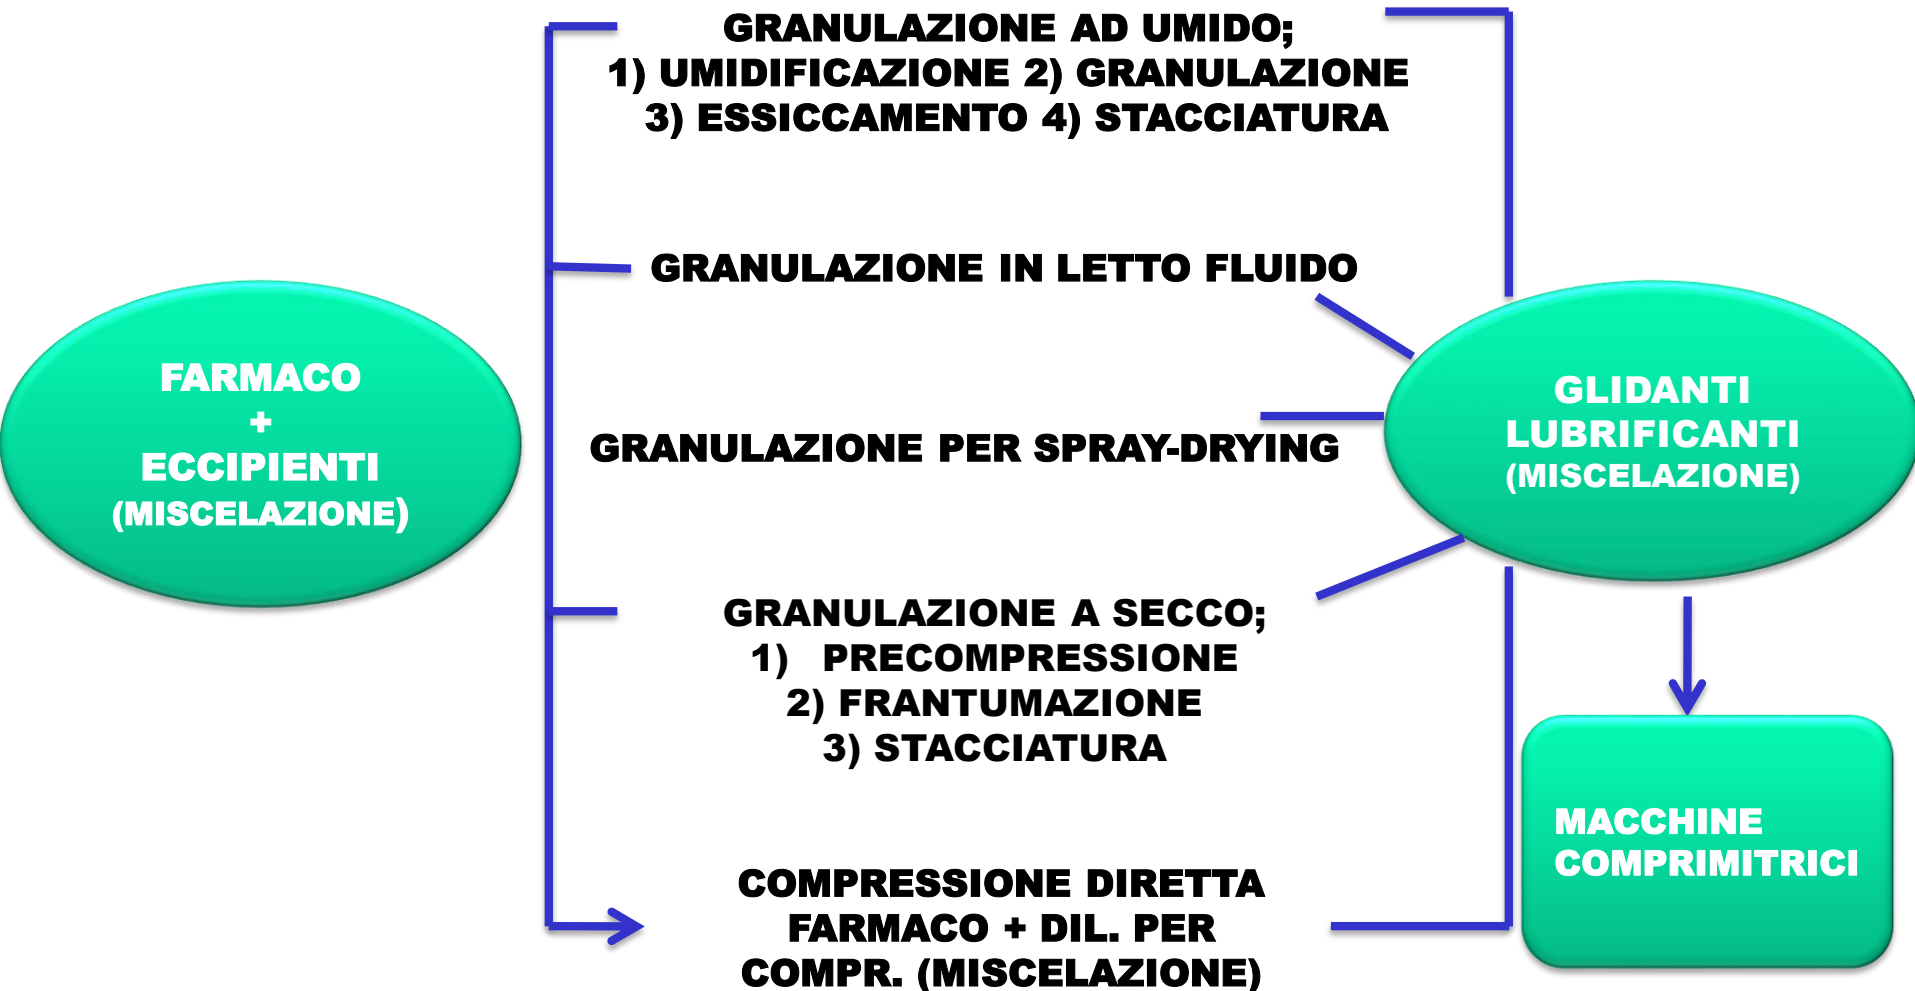 GRANULAZIONE AD UMIDO;
1) UMIDIFICAZIONE 2) GRANULAZIONE
3) ESSICCAMENTO 4) STACCIATURA
GRANULAZIONE IN LETTO FLUIDO
FARMACO
+
ECCIPIENTI
(MISCELAZIONE)
GRANULAZIONE PER SPRAY-DRYING
GLIDANTI
LUBRIFICANTI
(MISCELAZIONE)
GRANULAZIONE A SECCO;
1) PRECOMPRESSIONE
2) FRANTUMAZIONE
3) STACCIATURA
MACCHINE
COMPRIMITRICI
COMPRESSIONE DIRETTA
FARMACO + DIL. PER
COMPR. (MISCELAZIONE)